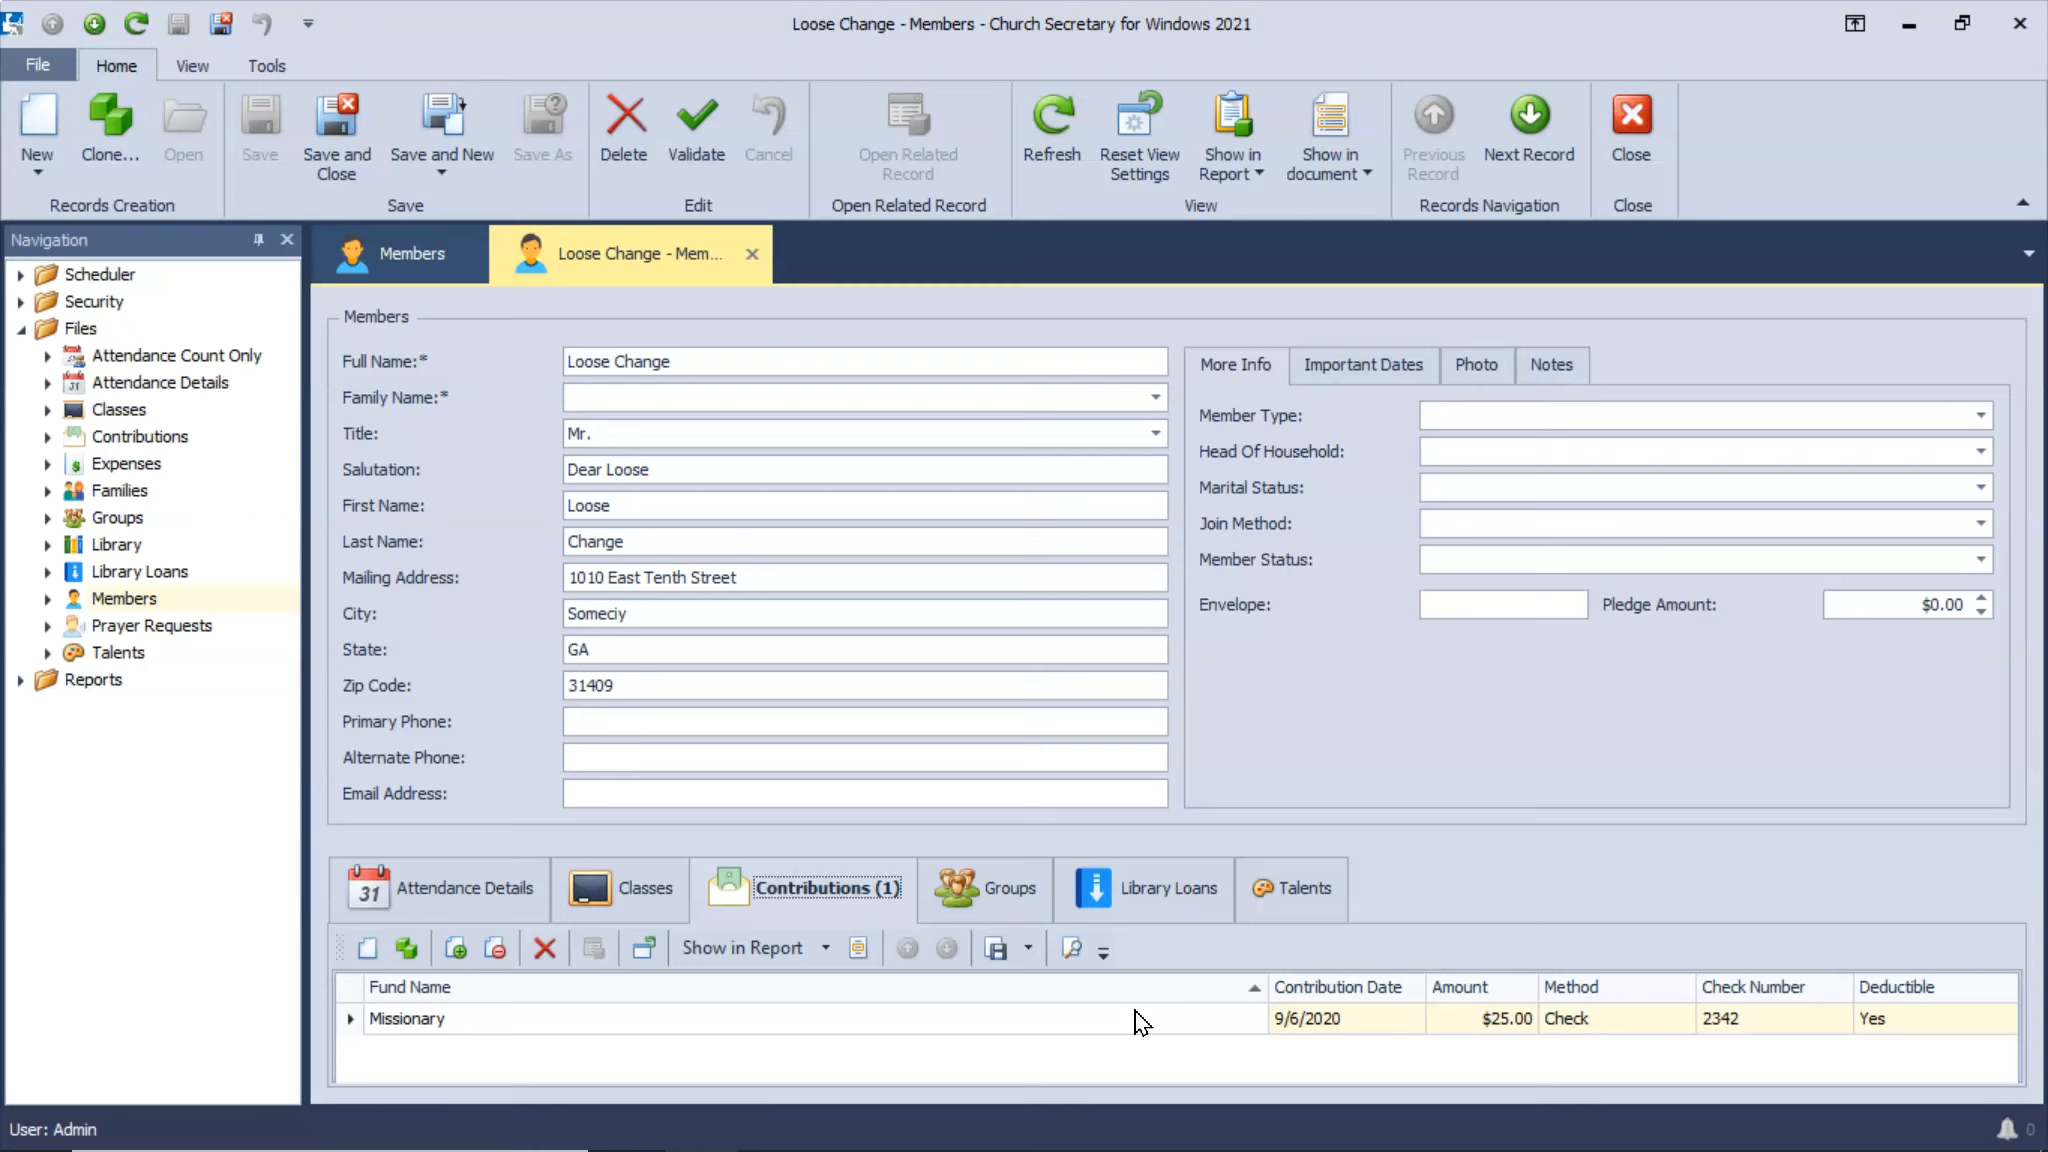 Loose Change - Members - Church Secretary for Windows 2021
File Home View Tools
New Clone... Open Save Save and Close Save and New Save As Delete Validate Cancel Open Related Record Refresh Reset View Settings Show in Report Show in document Previous Record Next Record Close
Records Creation Save Edit Open Related Record View Records Navigation Close
Navigation
Scheduler
Security
Files
Attendance Count Only
Attendance Details
Classes
Contributions
Expenses
Families
Groups
Library
Library Loans
Members
Prayer Requests
Talents
Reports
Members Loose Change - Mem...
Members
Full Name:* Loose Change
Family Name:*
Title: Mr.
Salutation: Dear Loose
First Name: Loose
Last Name: Change
Mailing Address: 1010 East Tenth Street
City: Someciy
State: GA
Zip Code: 31409
Primary Phone:
Alternate Phone:
Email Address:
More Info Important Dates Photo Notes
Member Type:
Head Of Household:
Marital Status:
Join Method:
Member Status:
Envelope: Pledge Amount: $0.00
31 Attendance Details Classes Contributions (1) Groups Library Loans Talents
Show in Report
Fund Name Contribution Date Amount Method Check Number Deductible
Missionary 9/6/2020 $25.00 Check 2342 Yes
User: Admin 0